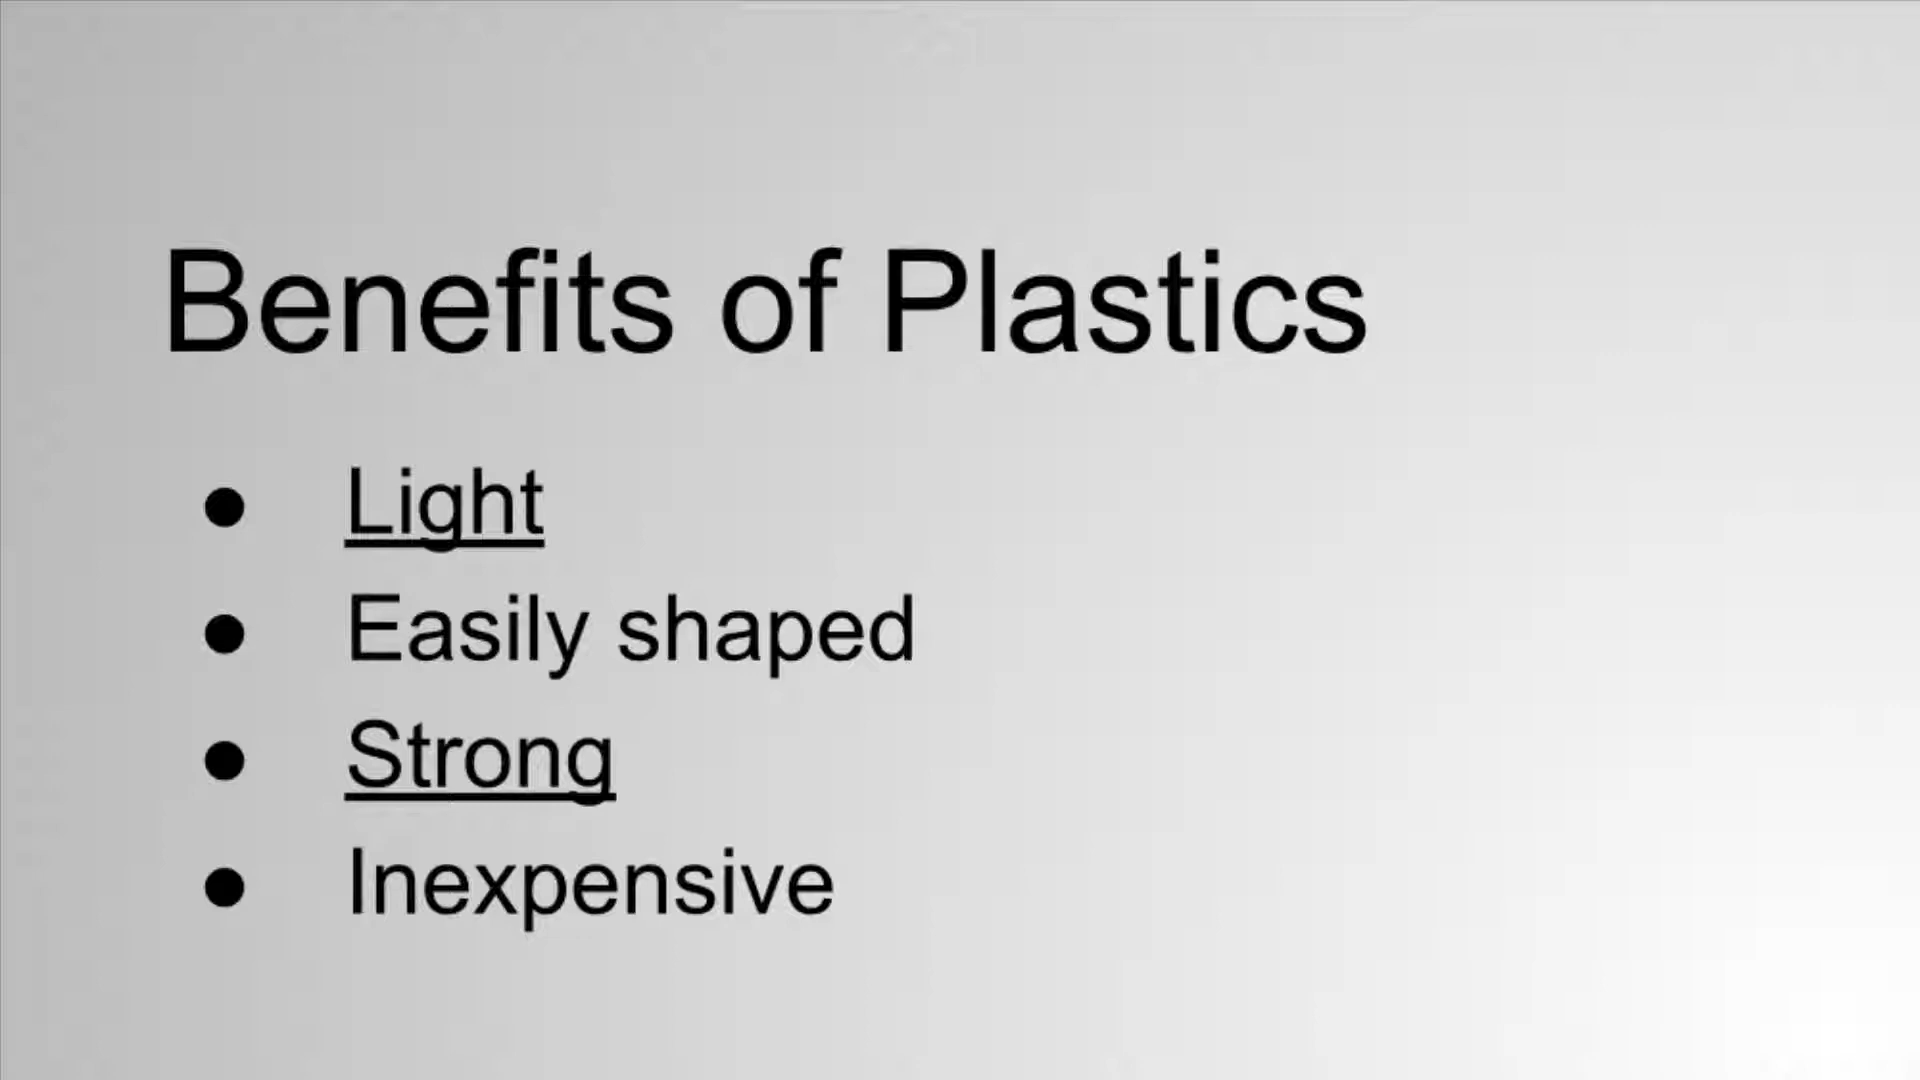 Benefits of Plastics
● Light
● Easily shaped
● Strong
● Inexpensive